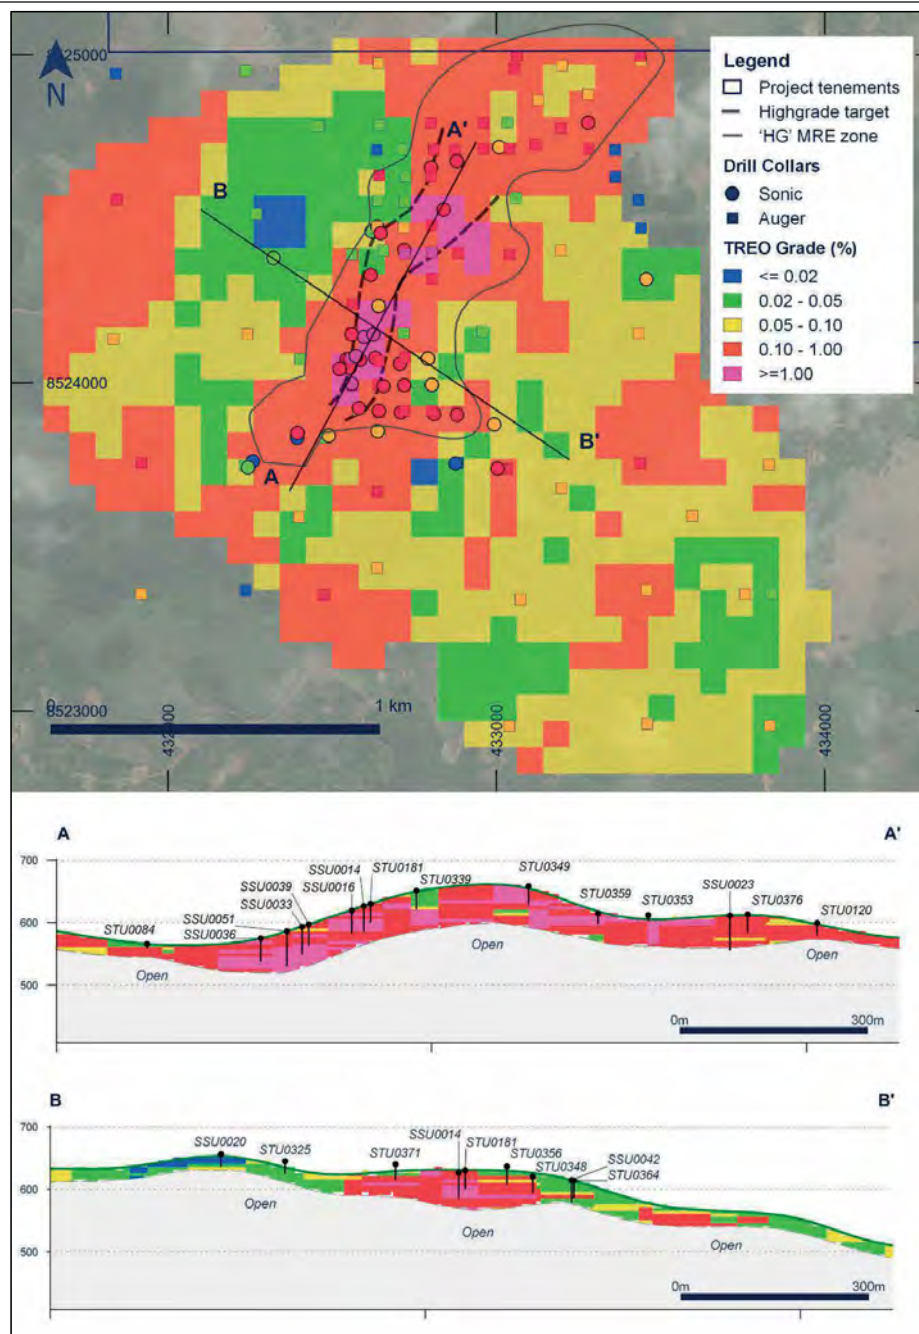 8525000
N
A'
B
Legend
Project tenements
Highgrade target
'HG' MRE zone
Drill Collars
Sonic
Auger
TREO Grade (%)
<= 0.02
0.02 - 0.05
0.05 - 0.10
0.10 - 1.00
>=1.00
8524000
B'
A
8523000
0
1 km
432000
433000
434000
A
A'
700
600
500
STU0084
SSU0051
SSU0036
SSU0039
SSU0033
SSU0014
SSU0016
STU0181
STU0339
STU0349
STU0359
STU0353
SSU0023
STU0376
STU0120
Open
Open
Open
0m
300m
B
B'
700
600
500
SSU0020
STU0325
STU0371
SSU0014
STU0181
STU0356
STU0348
SSU0042
STU0364
Open
Open
Open
0m
300m